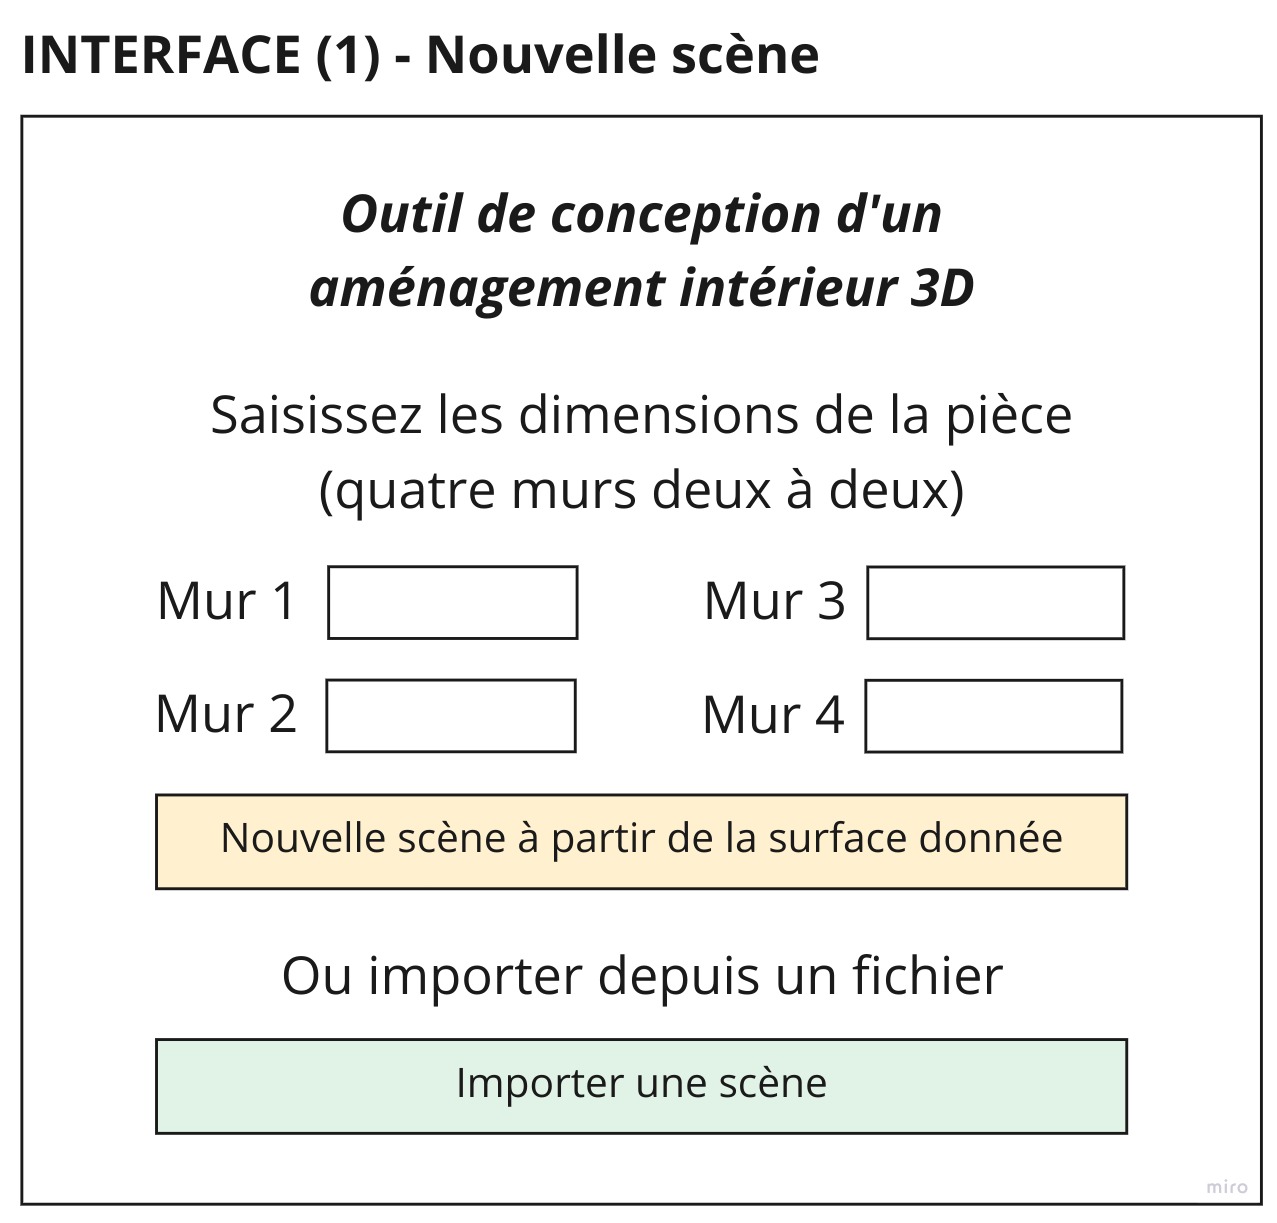 INTERFACE (1) - Nouvelle scène
Outil de conception d'un
aménagement intérieur 3D
Saisissez les dimensions de la pièce
(quatre murs deux à deux)
Mur 1
Mur 3
Mur 2
Mur 4
Nouvelle scène à partir de la surface donnée
Ou importer depuis un fichier
Importer une scène
miro